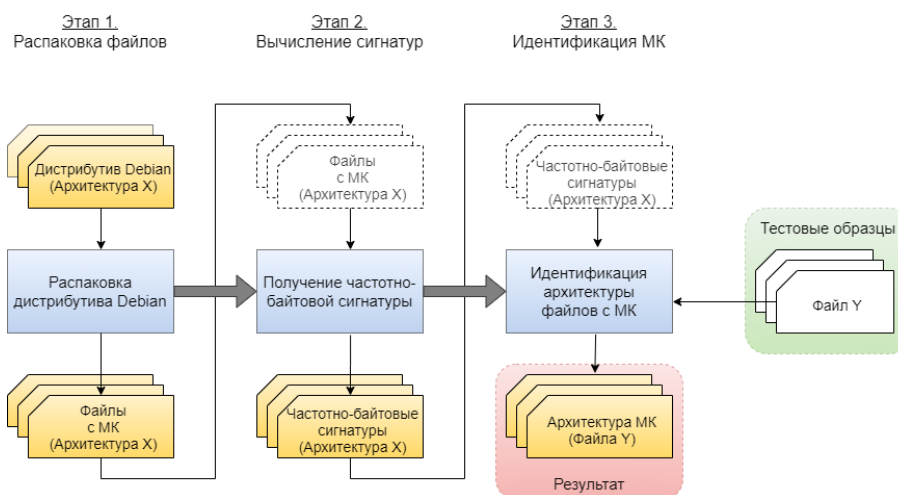 Этап 1.
Распаковка файлов
Этап 2.
Вычисление сигнатур
Этап 3.
Идентификация МК
Дистрибутив Debian
(Архитектура X)
Файлы
с МК
(Архитектура X)
Частотно-байтовые
сигнатуры
(Архитектура X)
Тестовые образцы
Файл Y
Распаковка
дистрибутива Debian
Получение частотно-
байтовой сигнатуры
Идентификация
архитектуры
файлов с МК
Файлы
с МК
(Архитектура X)
Частотно-байтовые
сигнатуры
(Архитектура X)
Архитектура МК
(Файла Y)
Результат